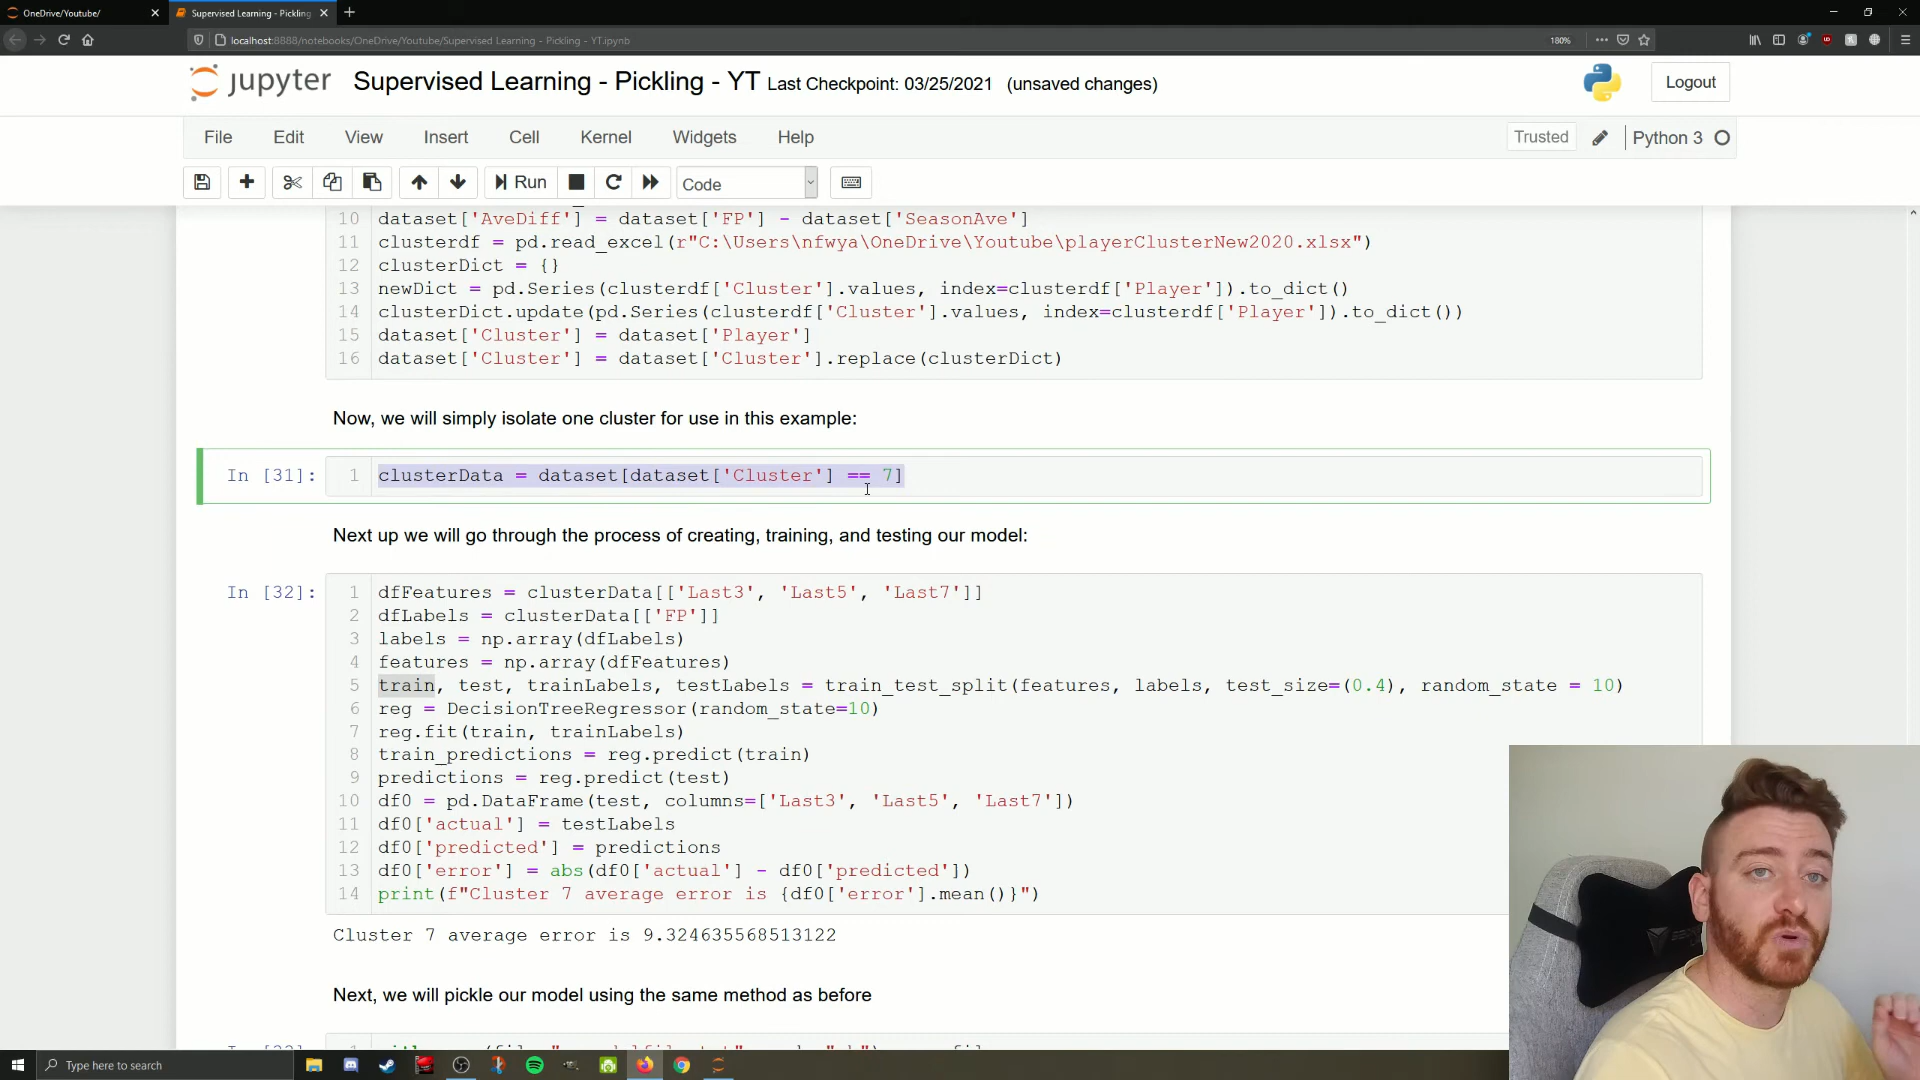 OneDrive/Youtube/
Supervised Learning - Pickling
localhost:8888/notebooks/OneDrive/Youtube/Supervised Learning - Pickling - YT.ipynb
180%
jupyter Supervised Learning - Pickling - YT Last Checkpoint: 03/25/2021 (unsaved changes)
Logout
File Edit View Insert Cell Kernel Widgets Help
Trusted Python 3
Run Code
10 dataset['AveDiff'] = dataset['FP'] - dataset['SeasonAve']
11 clusterdf = pd.read_excel(r"C:\Users\nfwya\OneDrive\Youtube\playerClusterNew2020.xlsx")
12 clusterDict = {}
13 newDict = pd.Series(clusterdf['Cluster'].values, index=clusterdf['Player']).to_dict()
14 clusterDict.update(pd.Series(clusterdf['Cluster'].values, index=clusterdf['Player']).to_dict())
15 dataset['Cluster'] = dataset['Player']
16 dataset['Cluster'] = dataset['Cluster'].replace(clusterDict)
Now, we will simply isolate one cluster for use in this example:
In [31]: 1 clusterData = dataset[dataset['Cluster'] == 7]
Next up we will go through the process of creating, training, and testing our model:
In [32]: 1 dfFeatures = clusterData[['Last3', 'Last5', 'Last7']]
2 dfLabels = clusterData[['FP']]
3 labels = np.array(dfLabels)
4 features = np.array(dfFeatures)
5 train, test, trainLabels, testLabels = train_test_split(features, labels, test_size=(0.4), random_state = 10)
6 reg = DecisionTreeRegressor(random_state=10)
7 reg.fit(train, trainLabels)
8 train_predictions = reg.predict(train)
9 predictions = reg.predict(test)
10 df0 = pd.DataFrame(test, columns=['Last3', 'Last5', 'Last7'])
11 df0['actual'] = testLabels
12 df0['predicted'] = predictions
13 df0['error'] = abs(df0['actual'] - df0['predicted'])
14 print(f"Cluster 7 average error is {df0['error'].mean()}")
Cluster 7 average error is 9.324635568513122
Next, we will pickle our model using the same method as before
Type here to search